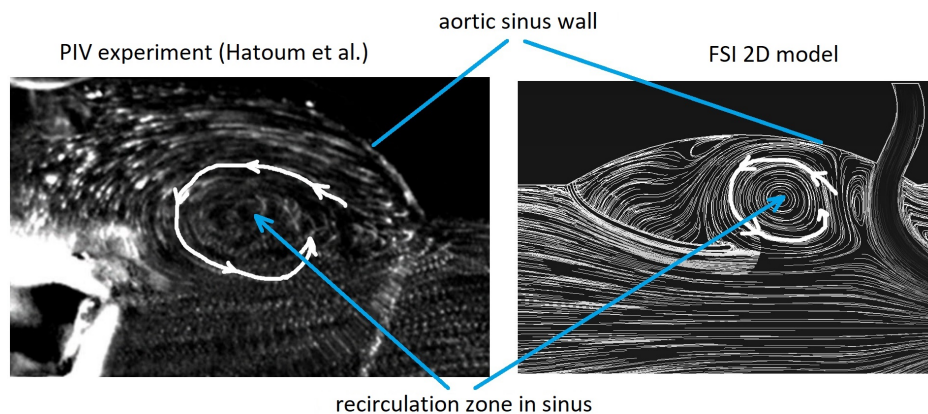 aortic sinus wall
PIV experiment (Hatoum et al.)
FSI 2D model
recirculation zone in sinus